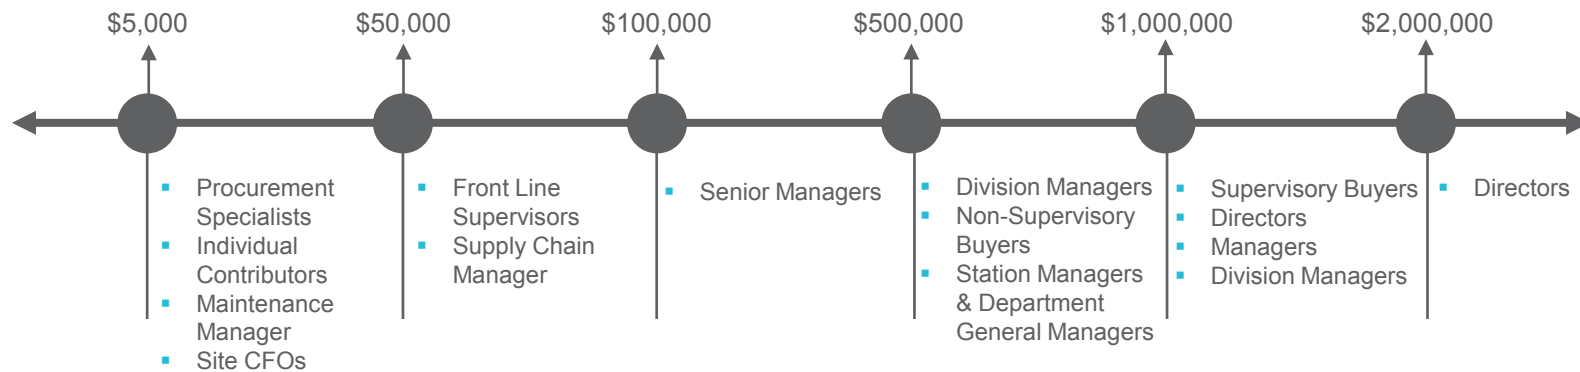 $5,000
$50,000
$100,000
$500,000
$1,000,000
$2,000,000
Procurement
Specialists
Individual
Contributors
Maintenance
Manager
Site CFOs
Front Line
Supervisors
Supply Chain
Manager
Senior Managers
Division Managers
Non-Supervisory
Buyers
Station Managers
& Department
General Managers
Supervisory Buyers
Directors
Managers
Division Managers
Directors